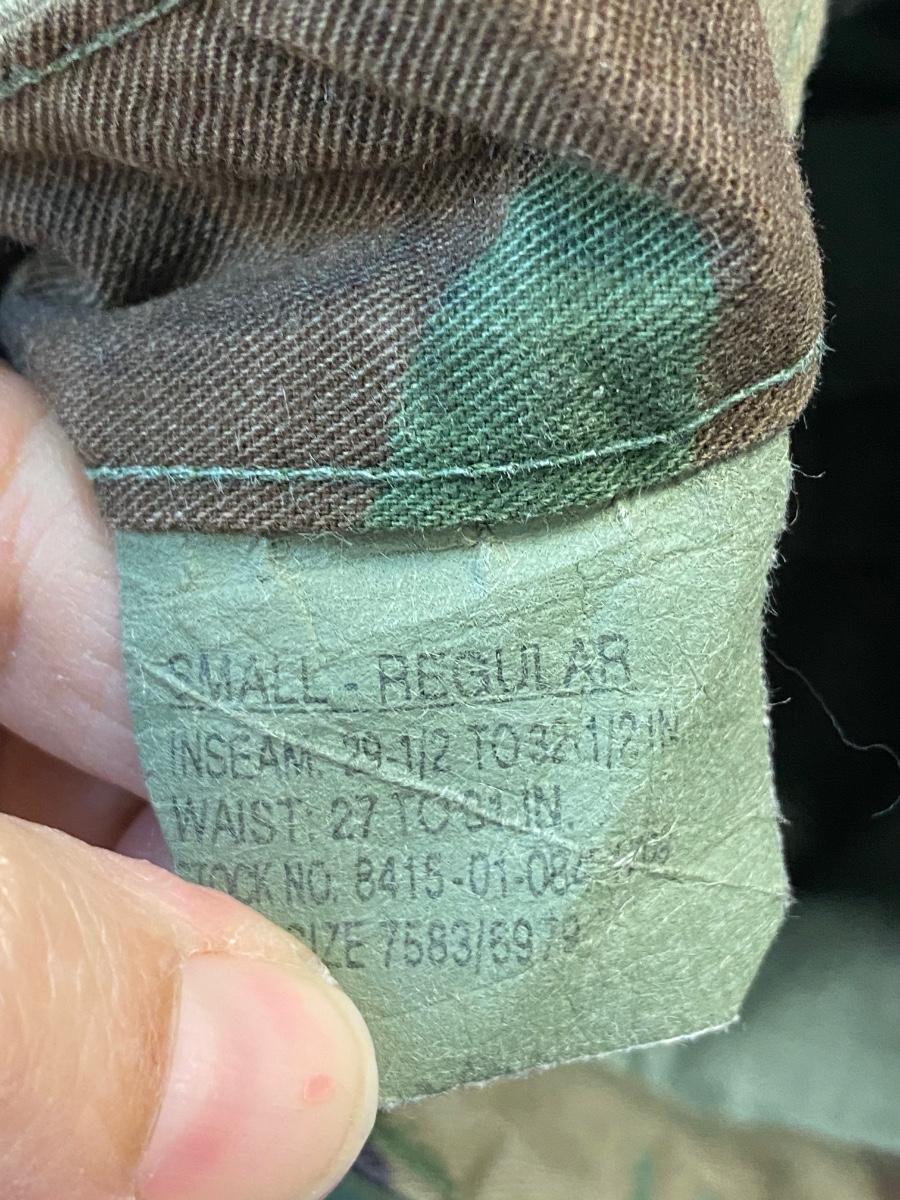 SMALL - REGULAR
INSEAM: 29-1/2 TO 32-1/2 IN.
WAIST: 27 TO 31 IN.
STOCK NO. 8415-01-084
SIZE 7583/6979